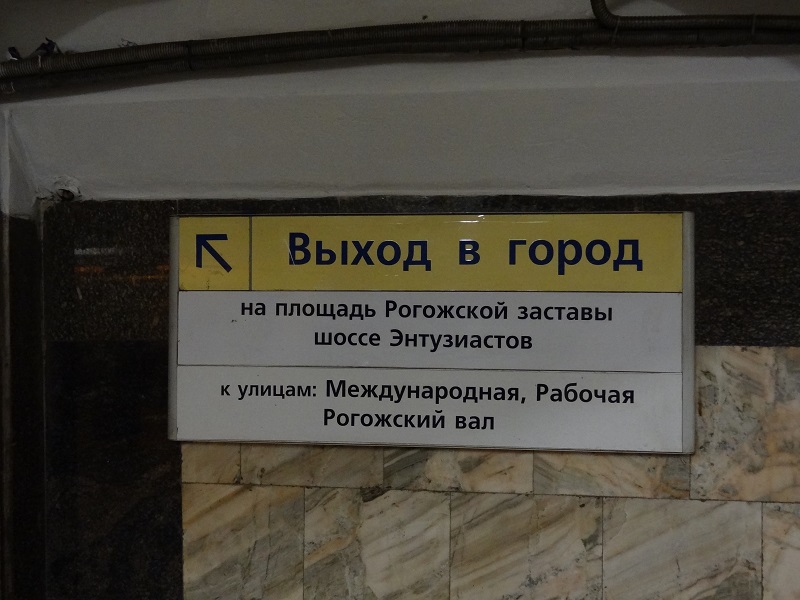 Выход в город
на площадь Рогожской заставы
шоссе Энтузиастов
к улицам: Международная, Рабочая
Рогожский вал